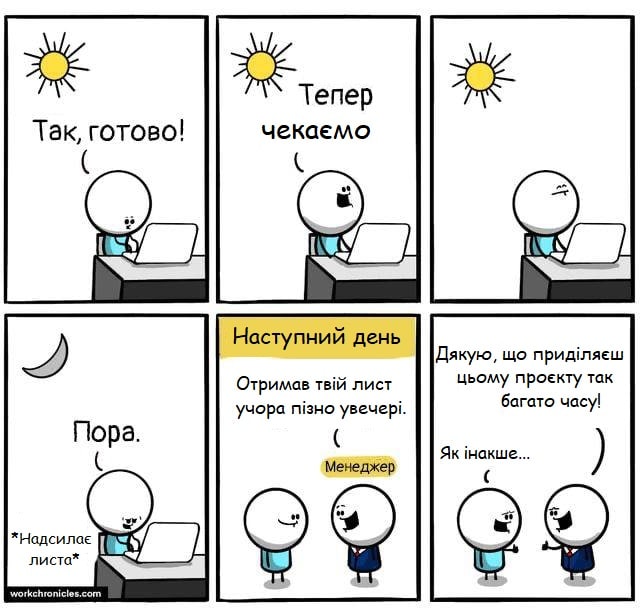 Так, готово!
Тепер
чекаємо
Пора.
*Надсилає
листа*
workchronicles.com
Наступний день
Отримав твій лист
учора пізно увечері.
Менеджер
Дякую, що приділяєш
цьому проєкту так
багато часу!
Як інакше...